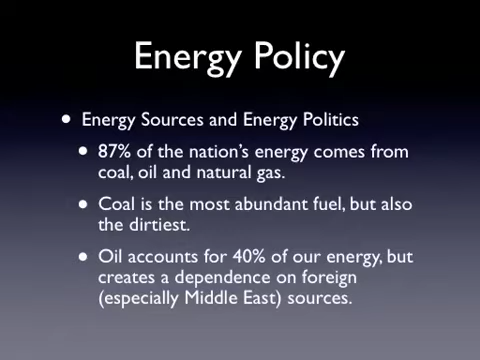 Energy Policy
• Energy Sources and Energy Politics
• 87% of the nation's energy comes from
coal, oil and natural gas.
• Coal is the most abundant fuel, but also
the dirtiest.
• Oil accounts for 40% of our energy, but
creates a dependence on foreign
(especially Middle East) sources.